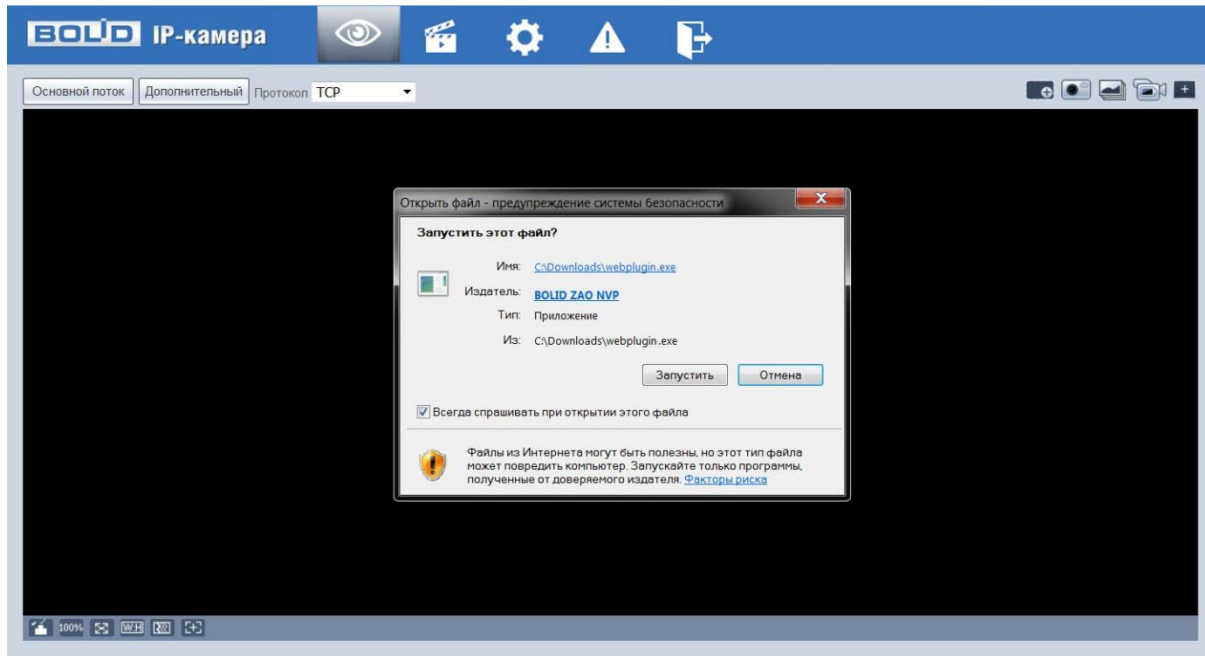 BOLID IP-камера
Основной поток Дополнительный Протокол TCP
Открыть файл - предупреждение системы безопасности
Запустить этот файл?
Имя: C:\Downloads\webplugin.exe
Издатель: BOLID ZAO NVP
Тип: Приложение
Из: C:\Downloads\webplugin.exe
Запустить Отмена
Всегда спрашивать при открытии этого файла
Файлы из Интернета могут быть полезны, но этот тип файла
может повредить компьютер. Запускайте только программы,
полученные от доверяемого издателя. Факторы риска
100% W:H